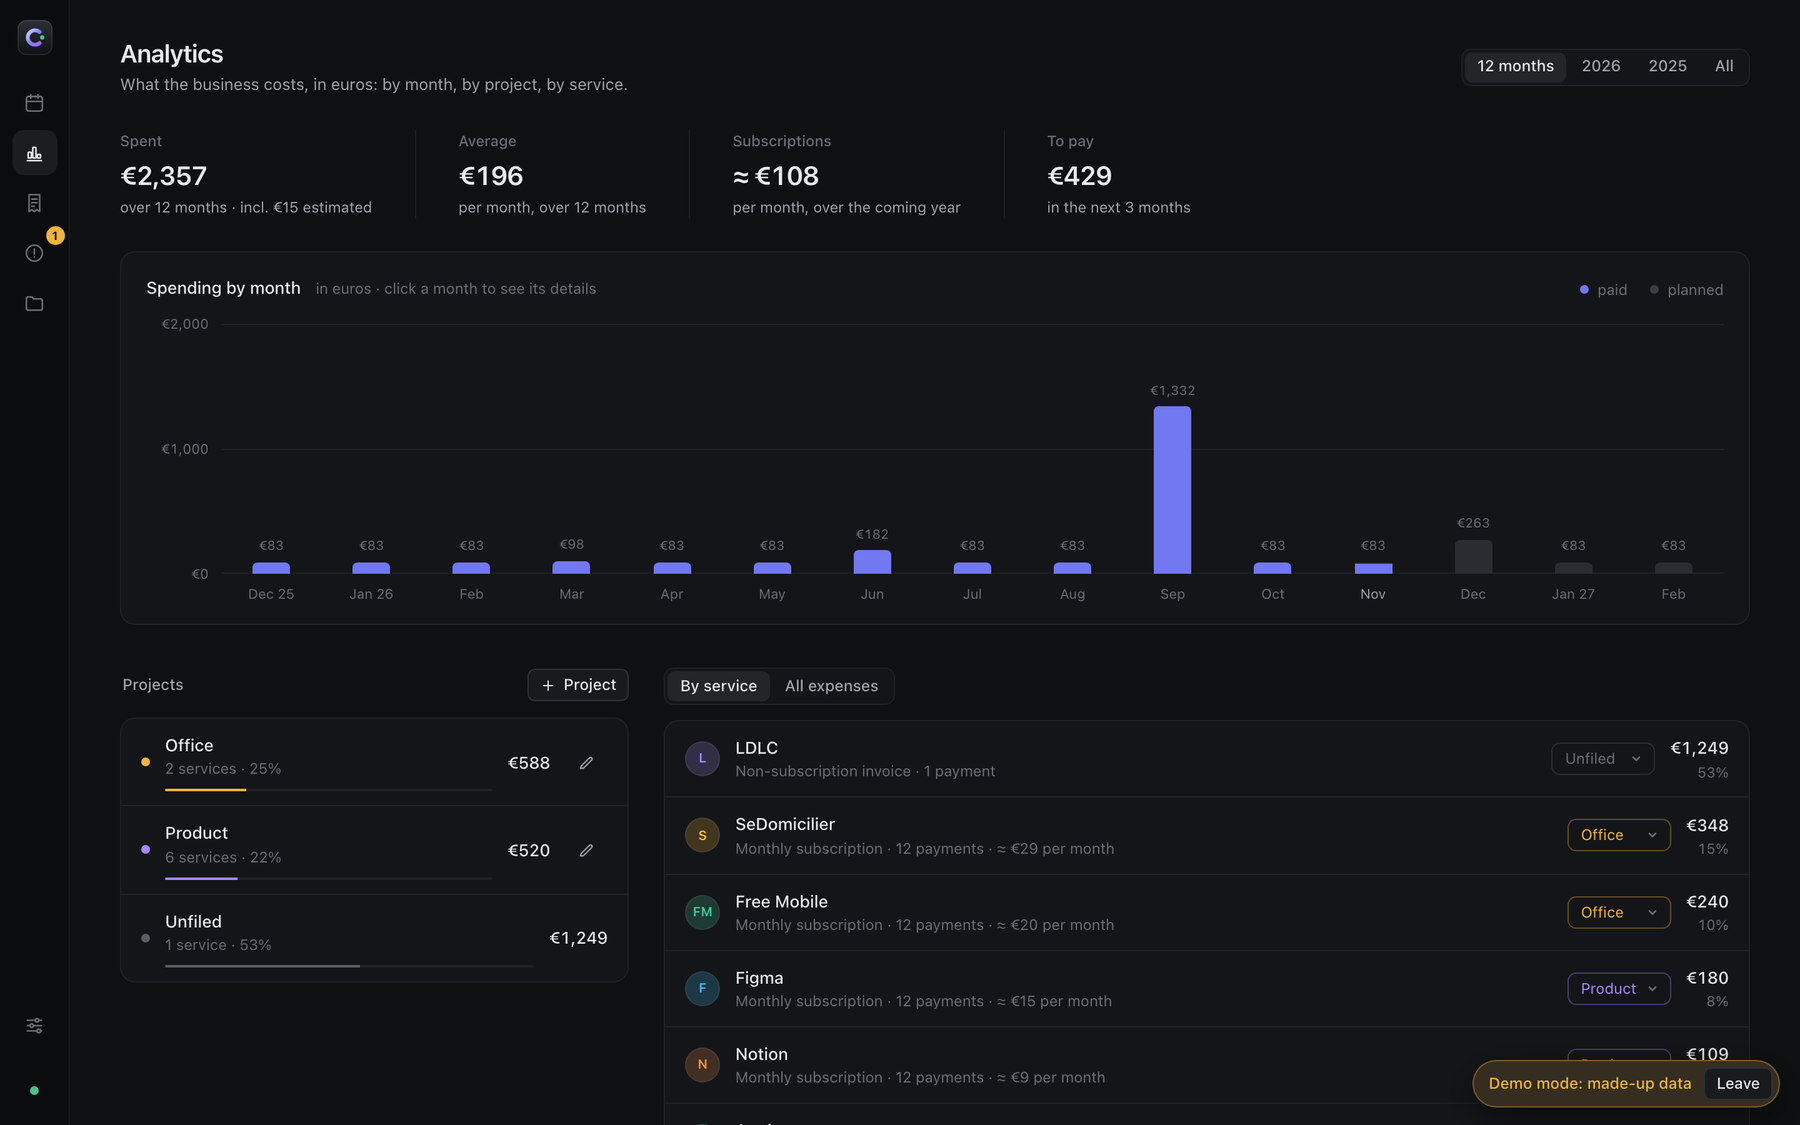 Analytics
What the business costs, in euros: by month, by project, by service.
12 months 2026 2025 All
Spent
€2,357
over 12 months · incl. €15 estimated
Average
€196
per month, over 12 months
Subscriptions
≈ €108
per month, over the coming year
To pay
€429
in the next 3 months
1
Spending by month in euros · click a month to see its details
paid planned
€2,000
€1,000
€0
€83 €83 €83 €98 €83 €83 €182 €83 €83 €1,332 €83 €83 €263 €83 €83
Dec 25 Jan 26 Feb Mar Apr May Jun Jul Aug Sep Oct Nov Dec Jan 27 Feb
Projects
+ Project
Office
2 services · 25%
€588
Product
6 services · 22%
€520
Unfiled
1 service · 53%
€1,249
By service All expenses
L
LDLC
Non-subscription invoice · 1 payment
Unfiled
€1,249
53%
S
SeDomicilier
Monthly subscription · 12 payments · ≈ €29 per month
Office
€348
15%
FM
Free Mobile
Monthly subscription · 12 payments · ≈ €20 per month
Office
€240
10%
F
Figma
Monthly subscription · 12 payments · ≈ €15 per month
Product
€180
8%
N
Notion
Monthly subscription · 12 payments · ≈ €9 per month
€109
Demo mode: made-up data Leave